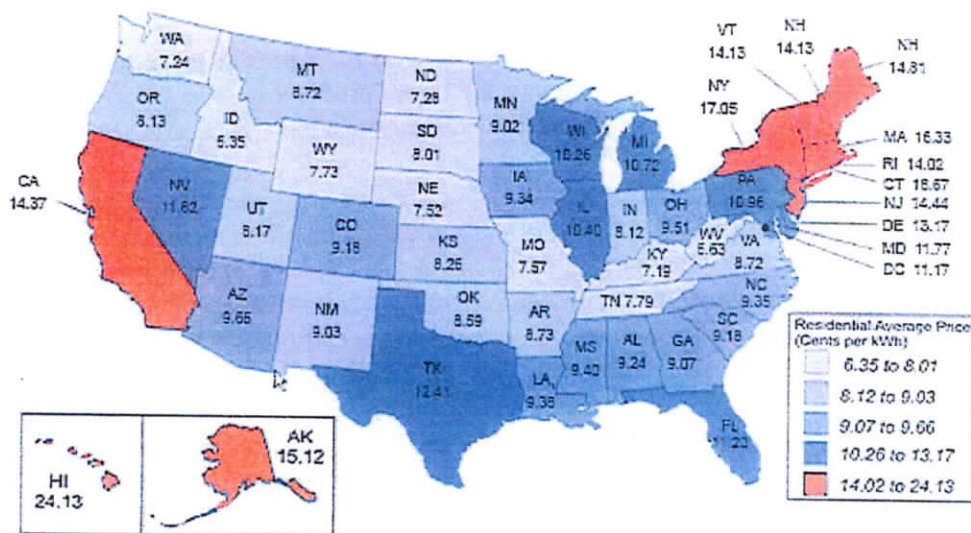 VT
14.13
NH
14.13
NH
14.81
NY
17.05
WA
7.24
MT
8.72
ND
7.28
MN
9.02
OR
8.13
ID
6.35
SD
8.01
WI
10.26
MI
10.72
MA 16.33
RI 14.02
CT 16.67
NJ 14.44
DE 13.17
MD 11.77
DC 11.17
WY
7.73
CA
14.37
NV
11.82
NE
7.52
IA
9.34
PA
10.96
UT
8.17
CO
9.18
IL
10.40
IN
8.12
OH
9.51
WV
6.63
VA
8.72
KS
8.26
MO
7.57
KY
7.19
NC
9.35
AZ
9.66
NM
9.03
OK
8.59
AR
8.73
TN 7.79
SC
9.18
MS
9.40
AL
9.24
GA
9.07
TX
12.41
LA
9.38
FL
11.23
HI
24.13
AK
15.12
Residential Average Price
(Cents per kWh)
6.35 to 8.01
8.12 to 9.03
9.07 to 9.66
10.26 to 13.17
14.02 to 24.13